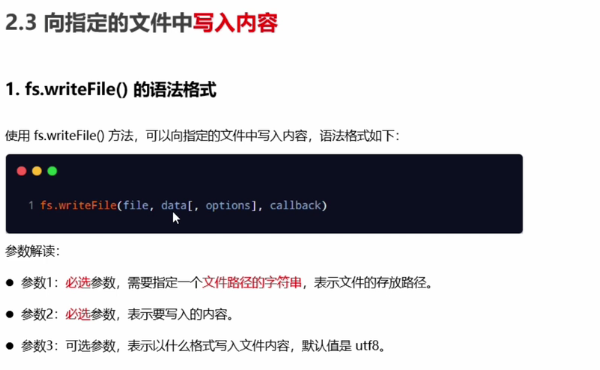 2.3 向指定的文件中写入内容
1. fs.writeFile() 的语法格式
使用 fs.writeFile() 方法，可以向指定的文件中写入内容，语法格式如下：
1 fs.writeFile(file, data[, options], callback)
参数解读：
● 参数1：必选参数，需要指定一个文件路径的字符串，表示文件的存放路径。
● 参数2：必选参数，表示要写入的内容。
● 参数3：可选参数，表示以什么格式写入文件内容，默认值是 utf8。